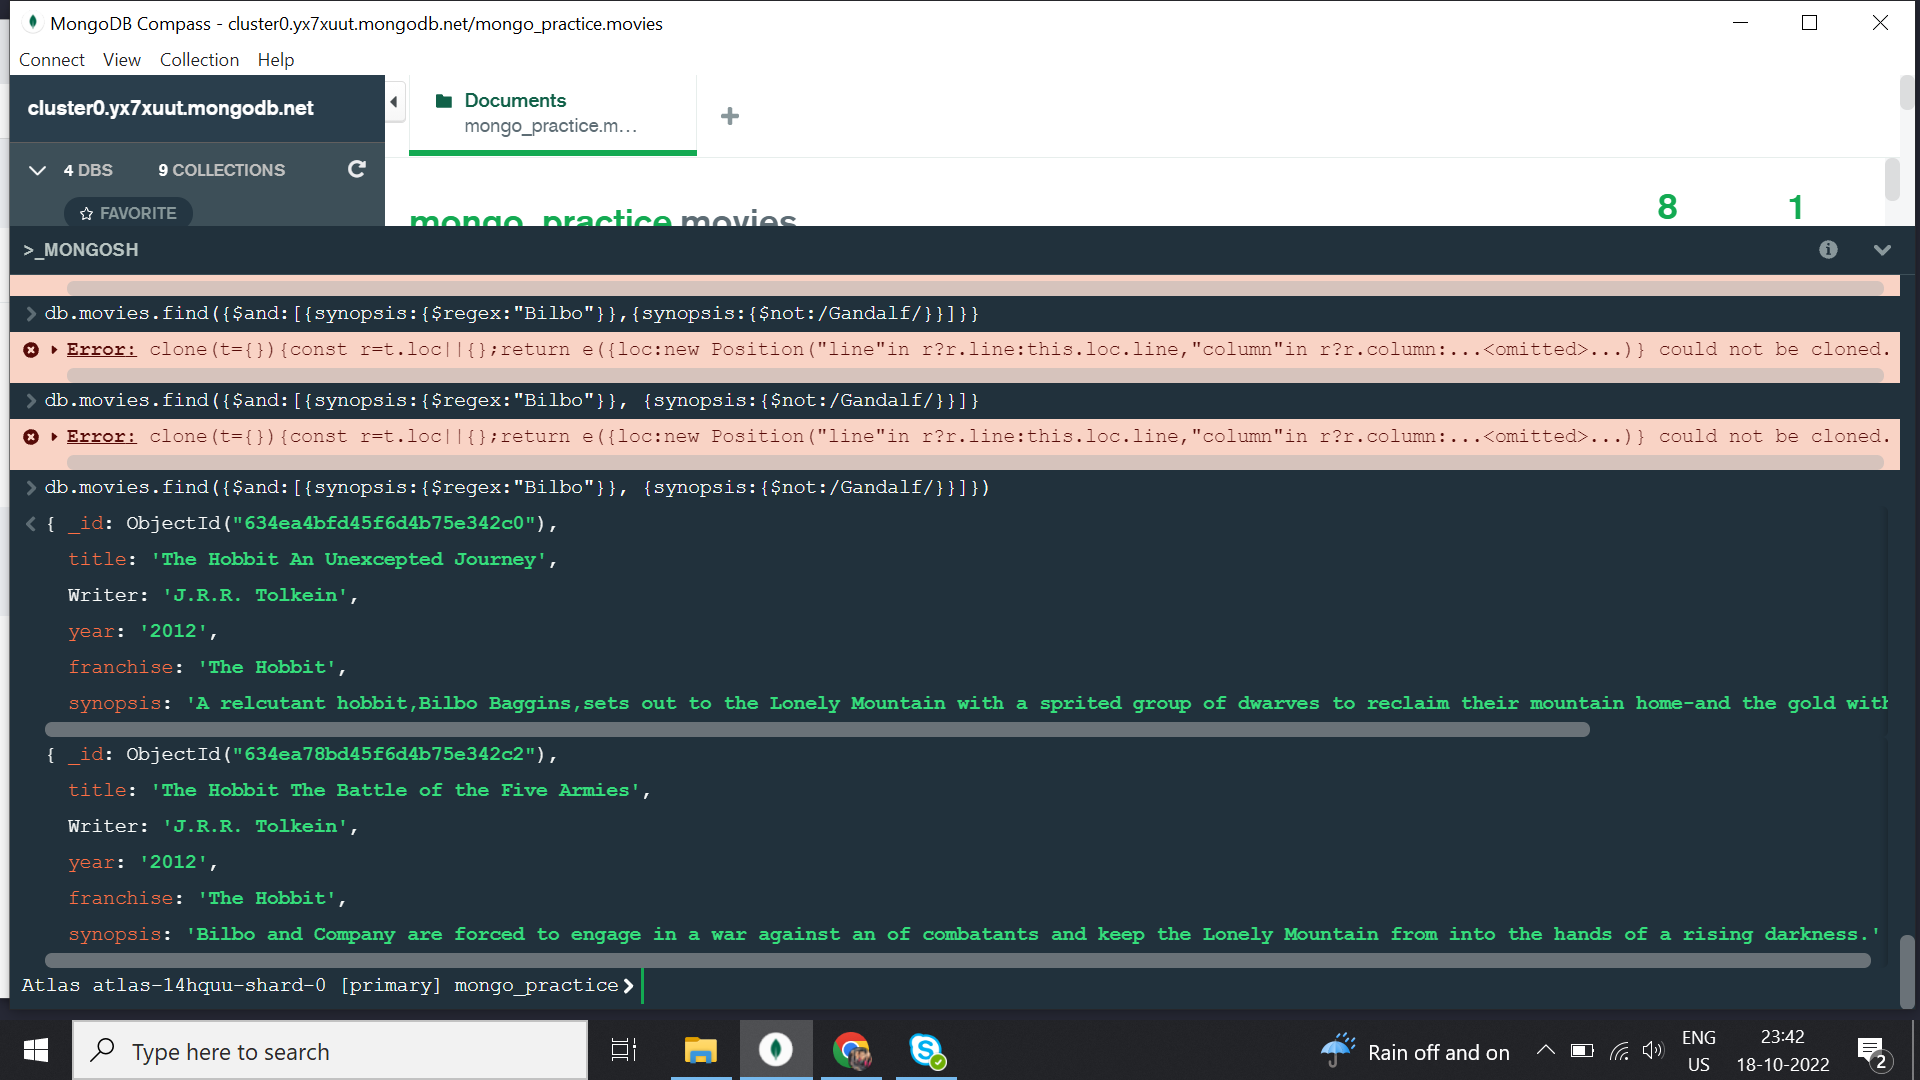 MongoDB Compass - cluster0.yx7xuut.mongodb.net/mongo_practice.movies
Connect View Collection Help
cluster0.yx7xuut.mongodb.net
Documents
mongo_practice.m...
4 DBS 9 COLLECTIONS
FAVORITE
mongo_practice.movies
8 1
>_MONGOSH
db.movies.find({$and:[{synopsis:{$regex:"Bilbo"}},{synopsis:{$not:/Gandalf/}}]}}
Error: clone(t={}){const r=t.loc||{};return e({loc:new Position("line"in r?r.line:this.loc.line,"column"in r?r.column:...<omitted>...)} could not be cloned.
db.movies.find({$and:[{synopsis:{$regex:"Bilbo"}}, {synopsis:{$not:/Gandalf/}}]}
Error: clone(t={}){const r=t.loc||{};return e({loc:new Position("line"in r?r.line:this.loc.line,"column"in r?r.column:...<omitted>...)} could not be cloned.
db.movies.find({$and:[{synopsis:{$regex:"Bilbo"}}, {synopsis:{$not:/Gandalf/}}]})
{ _id: ObjectId("634ea4bfd45f6d4b75e342c0"),
title: 'The Hobbit An Unexcepted Journey',
Writer: 'J.R.R. Tolkein',
year: '2012',
franchise: 'The Hobbit',
synopsis: 'A relcutant hobbit,Bilbo Baggins,sets out to the Lonely Mountain with a sprited group of dwarves to reclaim their mountain home-and the gold with
{ _id: ObjectId("634ea78bd45f6d4b75e342c2"),
title: 'The Hobbit The Battle of the Five Armies',
Writer: 'J.R.R. Tolkein',
year: '2012',
franchise: 'The Hobbit',
synopsis: 'Bilbo and Company are forced to engage in a war against an of combatants and keep the Lonely Mountain from into the hands of a rising darkness.'
Atlas atlas-14hquu-shard-0 [primary] mongo_practice>
Type here to search
Rain off and on
ENG
US
23:42
18-10-2022
2